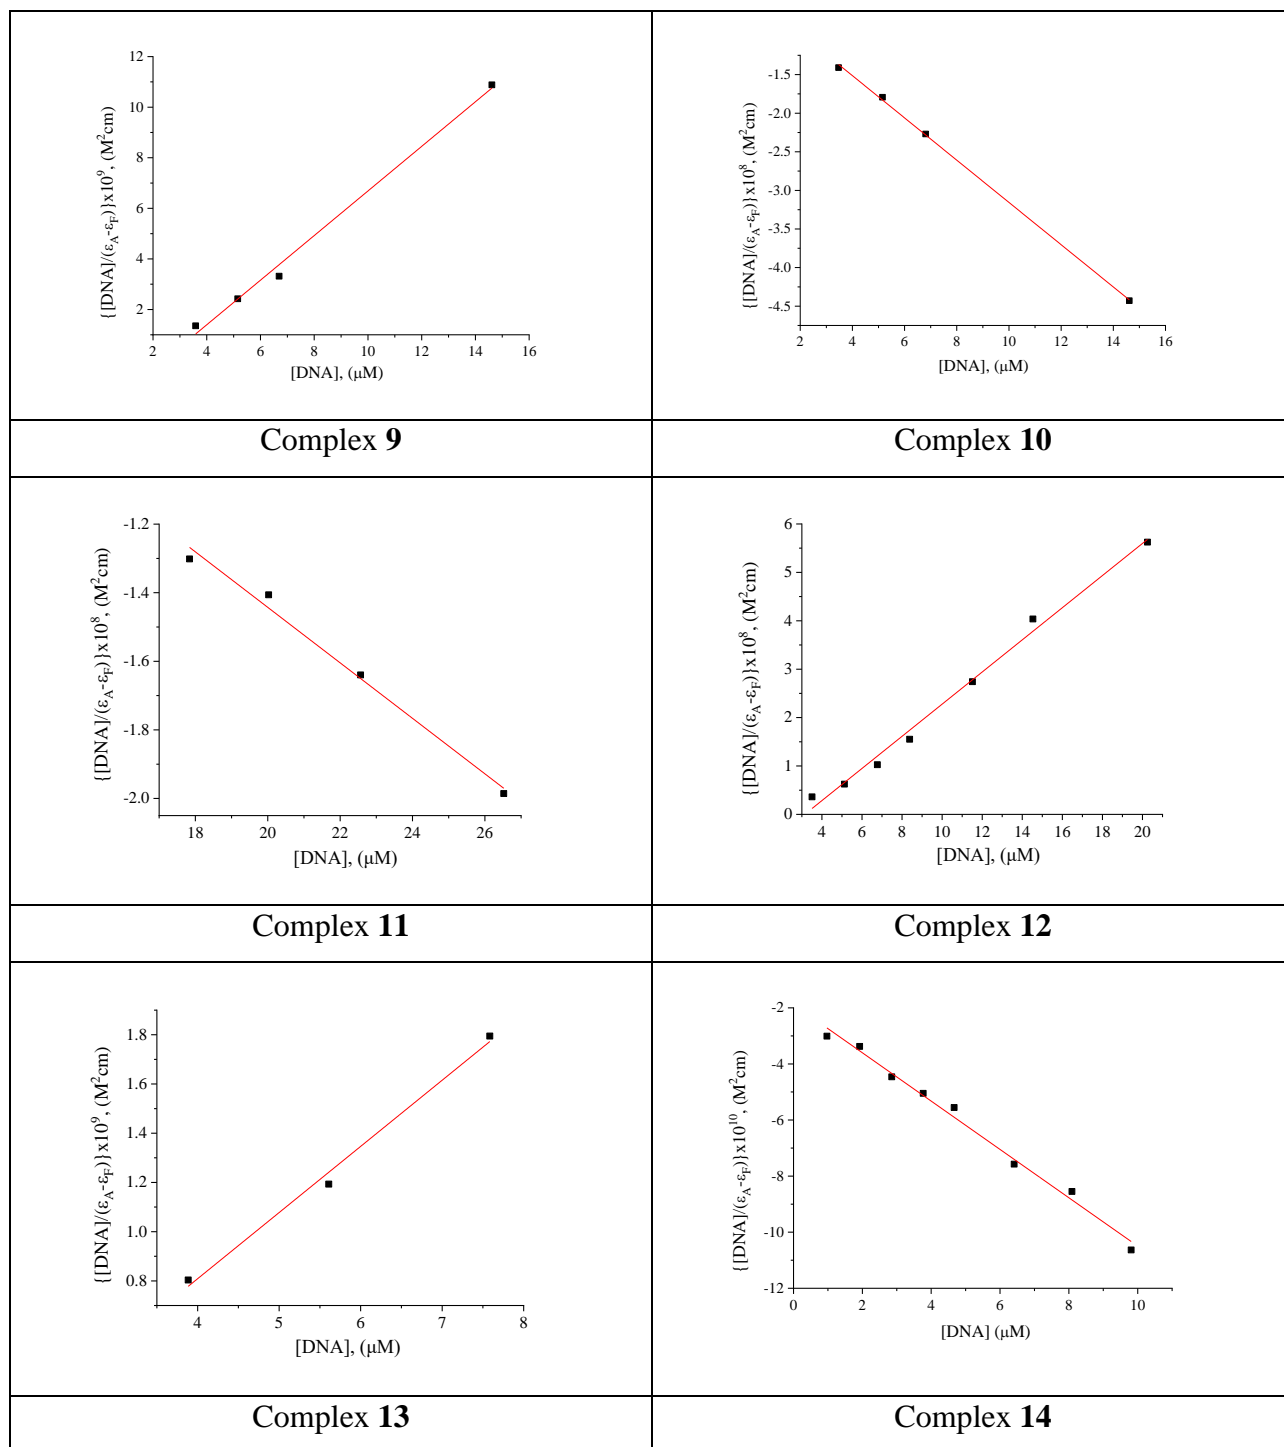 12
10
8
6
4
2
2 4 6 8 10 12 14 16
{[DNA]/(εA-εF)}x10⁹, (M²cm)
[DNA], (μM)
Complex 9
-1.5
-2.0
-2.5
-3.0
-3.5
-4.0
-4.5
2 4 6 8 10 12 14 16
{[DNA]/(εA-εF)}x10⁸, (M²cm)
[DNA], (μM)
Complex 10
-1.2
-1.4
-1.6
-1.8
-2.0
18 20 22 24 26
{[DNA]/(εA-εF)}x10⁸, (M²cm)
[DNA], (μM)
Complex 11
6
5
4
3
2
1
0
4 6 8 10 12 14 16 18 20
{[DNA]/(εA-εF)}x10⁸, (M²cm)
[DNA], (μM)
Complex 12
1.8
1.6
1.4
1.2
1.0
0.8
4 5 6 7 8
{[DNA]/(εA-εF)}x10⁹, (M²cm)
[DNA], (μM)
Complex 13
-2
-4
-6
-8
-10
-12
0 2 4 6 8 10
{[DNA]/(εA-εF)}x10¹⁰, (M²cm)
[DNA] (μM)
Complex 14